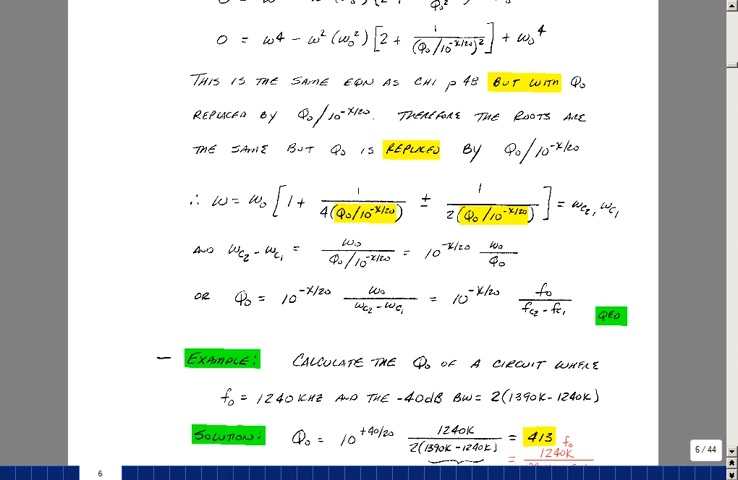 0 = ω⁴ − ω² (ω₀²) [2 + 1/(Q₀/10^(-x/20))²] + ω₀⁴
THIS IS THE SAME EQN AS CH1 p 48 BUT WITH Q₀
REPLACED BY Q₀/10^(-x/20). THEREFORE THE ROOTS ARE
THE SAME BUT Q₀ IS REPLACED BY Q₀/10^(-x/20)
∴ ω = ω₀ [1 + 1/4(Q₀/10^(-x/20)) ± 1/2(Q₀/10^(-x/20))] = ωc₂, ωc₁
AND ωc₂ - ωc₁ = ω₀/(Q₀/10^(-x/20)) = 10^(-x/20) ω₀/Q₀
OR Q₀ = 10^(-x/20) ω₀/(ωc₂ - ωc₁) = 10^(-x/20) f₀/(fc₂ - fc₁)
QED
— EXAMPLE: CALCULATE THE Q₀ OF A CIRCUIT WHERE
f₀ = 1240KHZ AND THE -40dB BW = 2(1390K - 1240K)
SOLUTION: Q₀ = 10^(+40/20) 1240K/2(1390K - 1240K) = 413
f₀
= 1240K
6 / 44
6